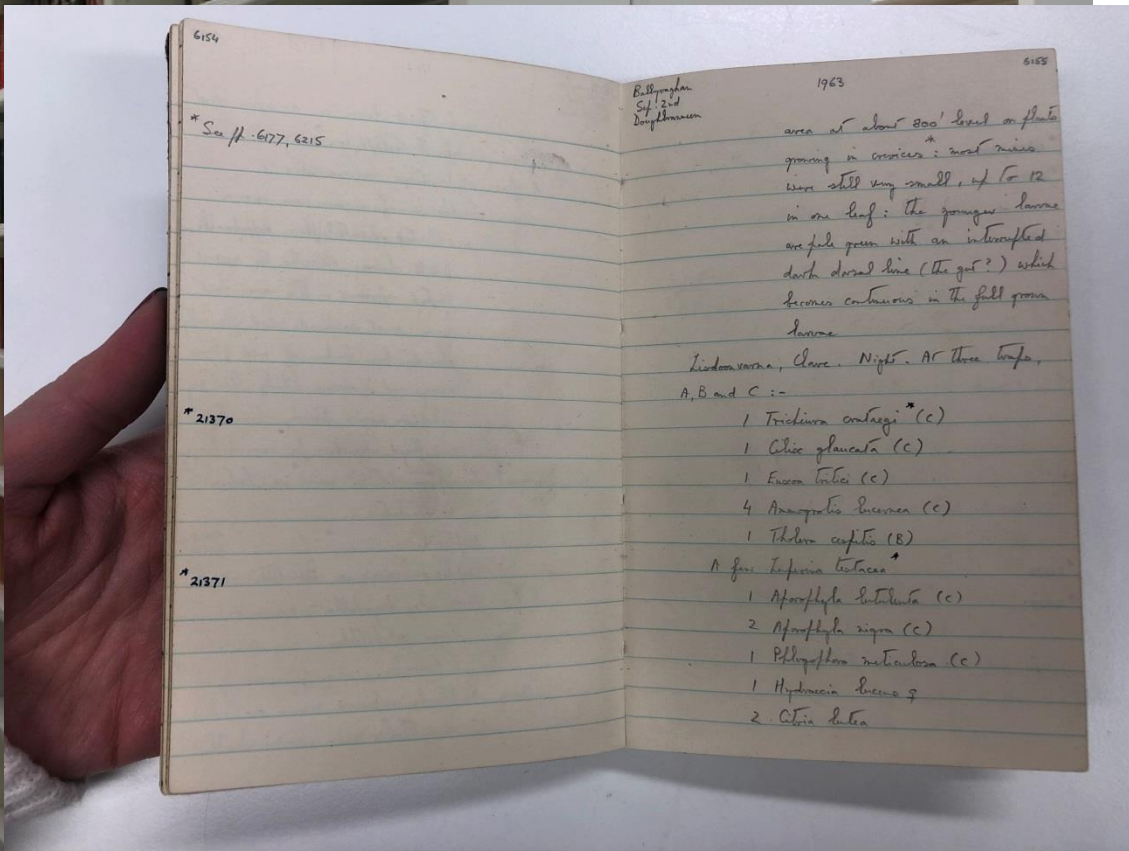 6154
* See pp. 6177, 6215
* 21370
* 21371
6155
1963
Ballyvaghan
Sep. 2nd
area at about 800' level on plants
growing in crevices*: most mines
were still very small, up to 12
in one leaf: the younger larvae
are pale green with an interrupted
dark dorsal line (the gut?) which
becomes continuous in the full grown
larvae
Lisdoonvarna, Clare. Night. At three traps,
A, B and C :-
1 Trichiura crataegi * (C)
1 Cilix glaucata (C)
1 Euxoa tritici (C)
4 Amongrotis lucernea (C)
1 Tholera cespitis (B)
A few Luperina testacea *
1 Aporophyla lutulenta (C)
2 Aporophyla nigra (C)
1 Phlogophora meticulosa (C)
1 Hydraecia lucens ♀
2 Citria lutea